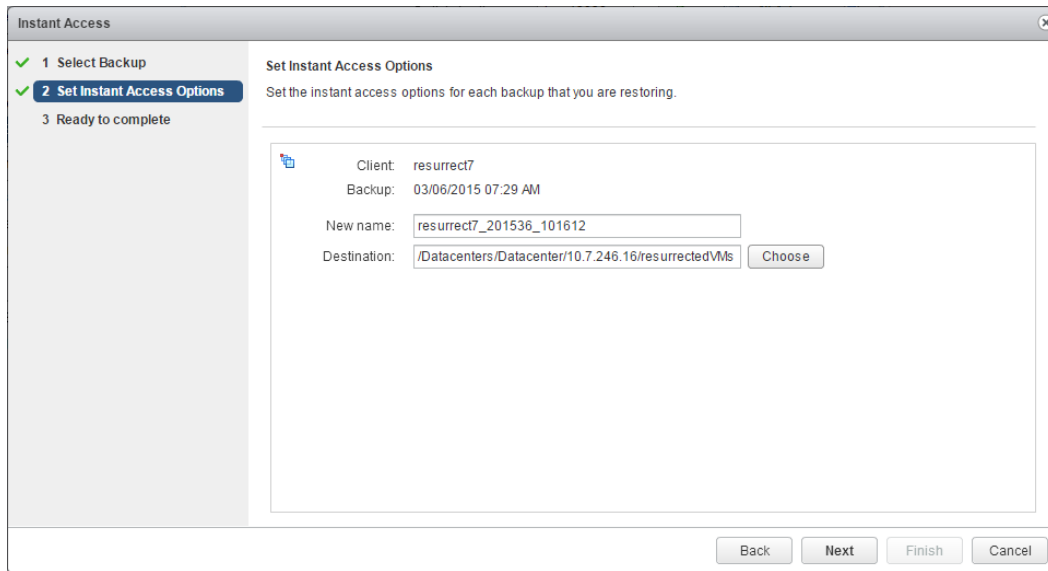 Instant Access
1 Select Backup
2 Set Instant Access Options
3 Ready to complete
Set Instant Access Options
Set the instant access options for each backup that you are restoring.
Client: resurrect7
Backup: 03/06/2015 07:29 AM
New name: resurrect7_201536_101612
Destination: /Datacenters/Datacenter/10.7.246.16/resurrectedVMs Choose
Back Next Finish Cancel